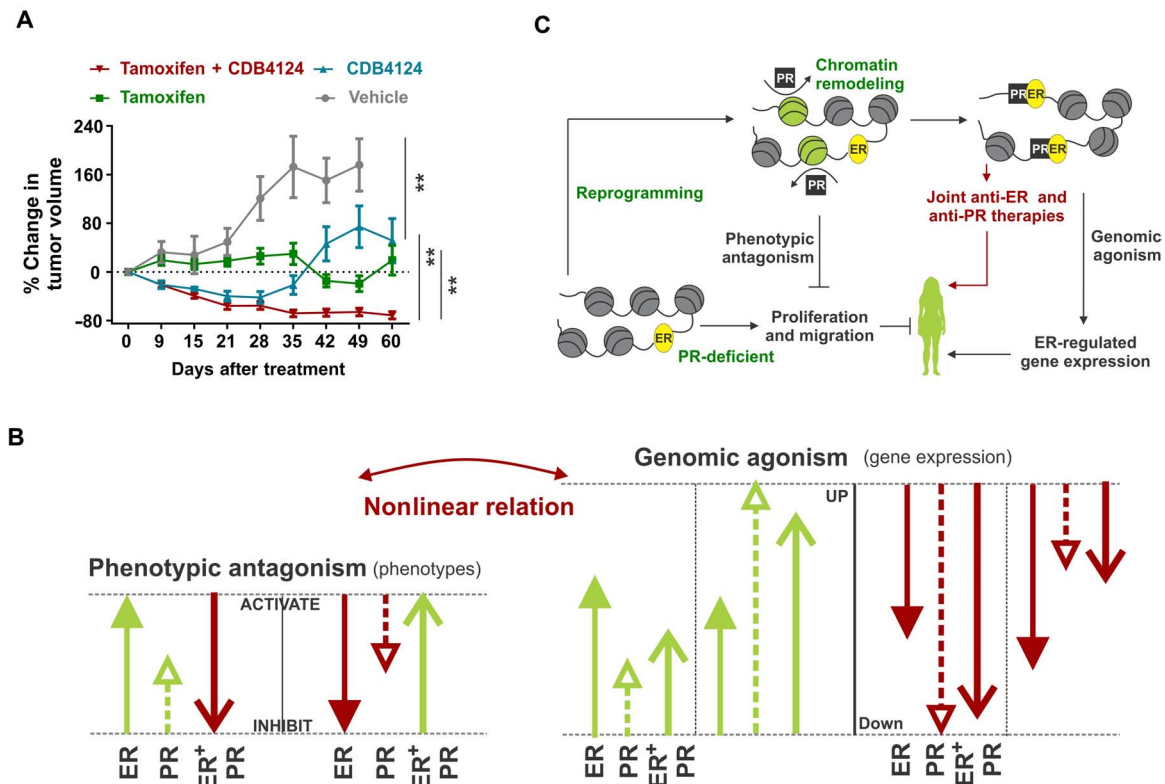 A
Tamoxifen + CDB4124
CDB4124
Tamoxifen
Vehicle
% Change in
tumor volume
240
160
80
0
−80
0 9 15 21 28 35 42 49 60
Days after treatment
**
**
**
C
PR
Chromatin
remodeling
ER
PR
PR ER
PR ER
Reprogramming
Phenotypic
antagonism
Joint anti-ER and
anti-PR therapies
Genomic
agonism
ER
PR-deficient
Proliferation
and migration
ER-regulated
gene expression
B
Nonlinear relation
Genomic agonism (gene expression)
UP
Down
Phenotypic antagonism (phenotypes)
ACTIVATE
INHIBIT
ER
PR
ER+
PR
ER
PR
ER+
PR
ER
PR
ER+
PR
ER
PR
ER+
PR